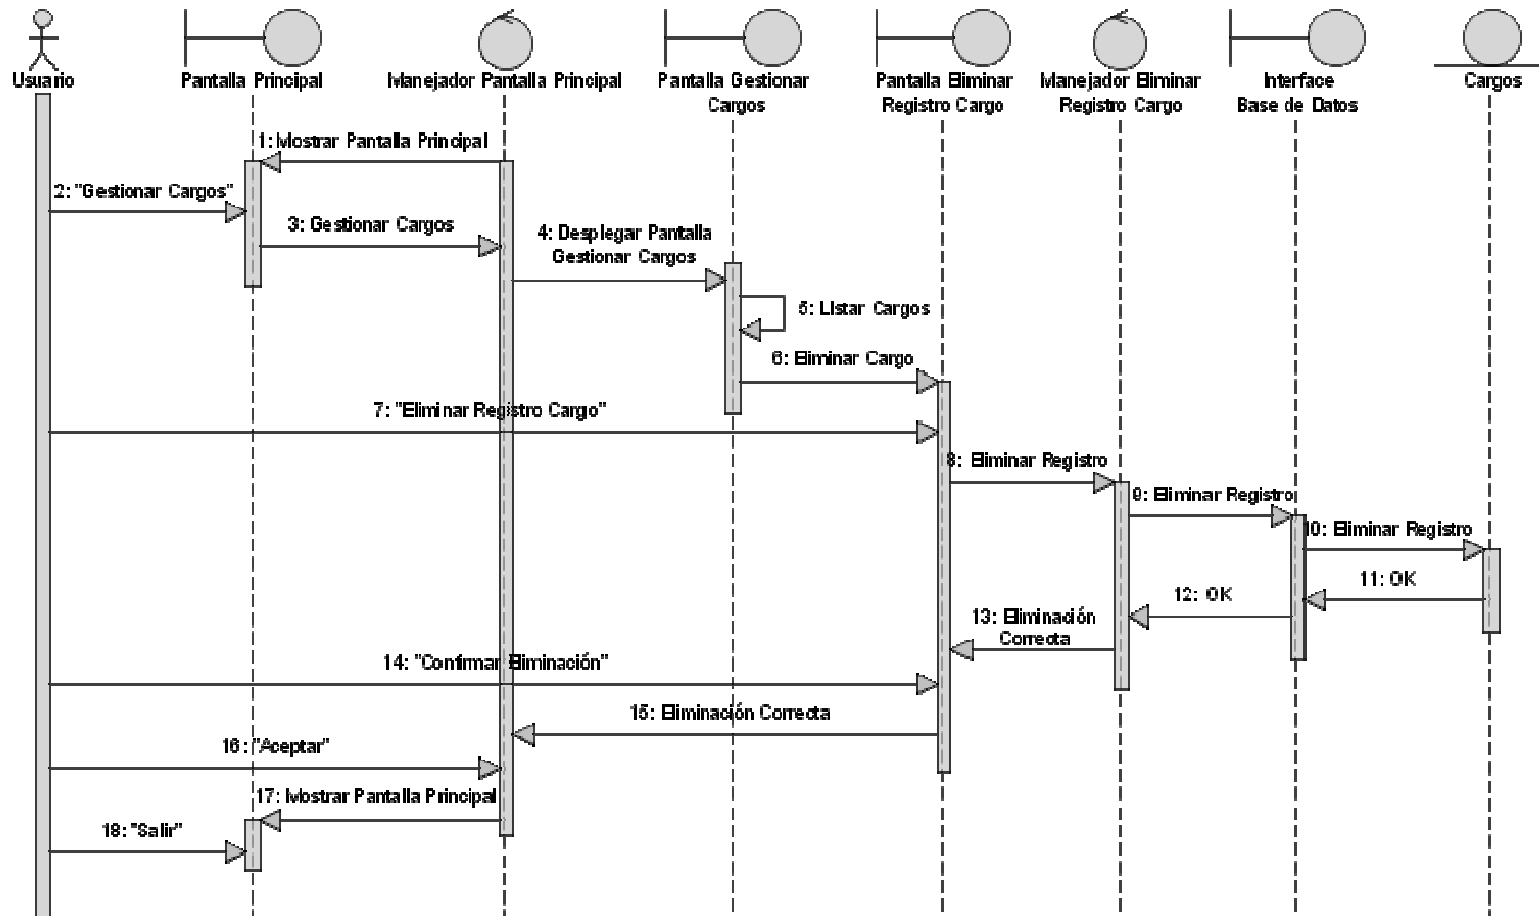 Usuario
Pantalla Principal
Manejador Pantalla Principal
Pantalla Gestionar
Cargos
Pantalla Eliminar
Registro Cargo
Manejador Eliminar
Registro Cargo
Interface
Base de Datos
Cargos
1: Mostrar Pantalla Principal
2: "Gestionar Cargos"
3: Gestionar Cargos
4: Desplegar Pantalla
Gestionar Cargos
5: Listar Cargos
6: Eliminar Cargo
7: "Eliminar Registro Cargo"
8: Eliminar Registro
9: Eliminar Registro
10: Eliminar Registro
11: OK
12: OK
13: Eliminación
Correcta
14: "Confirmar Eliminación"
15: Eliminación Correcta
16: "Aceptar"
17: Mostrar Pantalla Principal
18: "Salir"